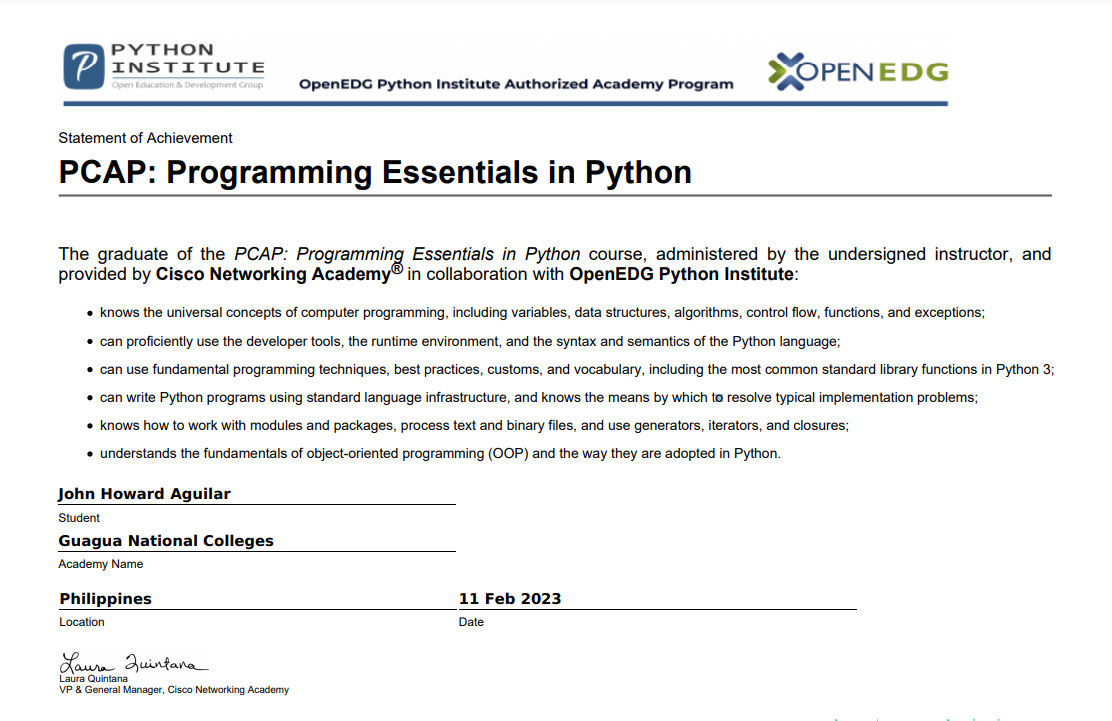 PYTHON
INSTITUTE
Open Education & Development Group
OpenEDG Python Institute Authorized Academy Program
OPENEDG
Statement of Achievement
PCAP: Programming Essentials in Python
The graduate of the PCAP: Programming Essentials in Python course, administered by the undersigned instructor, and
provided by Cisco Networking Academy® in collaboration with OpenEDG Python Institute:
• knows the universal concepts of computer programming, including variables, data structures, algorithms, control flow, functions, and exceptions;
• can proficiently use the developer tools, the runtime environment, and the syntax and semantics of the Python language;
• can use fundamental programming techniques, best practices, customs, and vocabulary, including the most common standard library functions in Python 3;
• can write Python programs using standard language infrastructure, and knows the means by which to resolve typical implementation problems;
• knows how to work with modules and packages, process text and binary files, and use generators, iterators, and closures;
• understands the fundamentals of object-oriented programming (OOP) and the way they are adopted in Python.
John Howard Aguilar
Student
Guagua National Colleges
Academy Name
Philippines
Location
11 Feb 2023
Date
Laura Quintana
Laura Quintana
VP & General Manager, Cisco Networking Academy